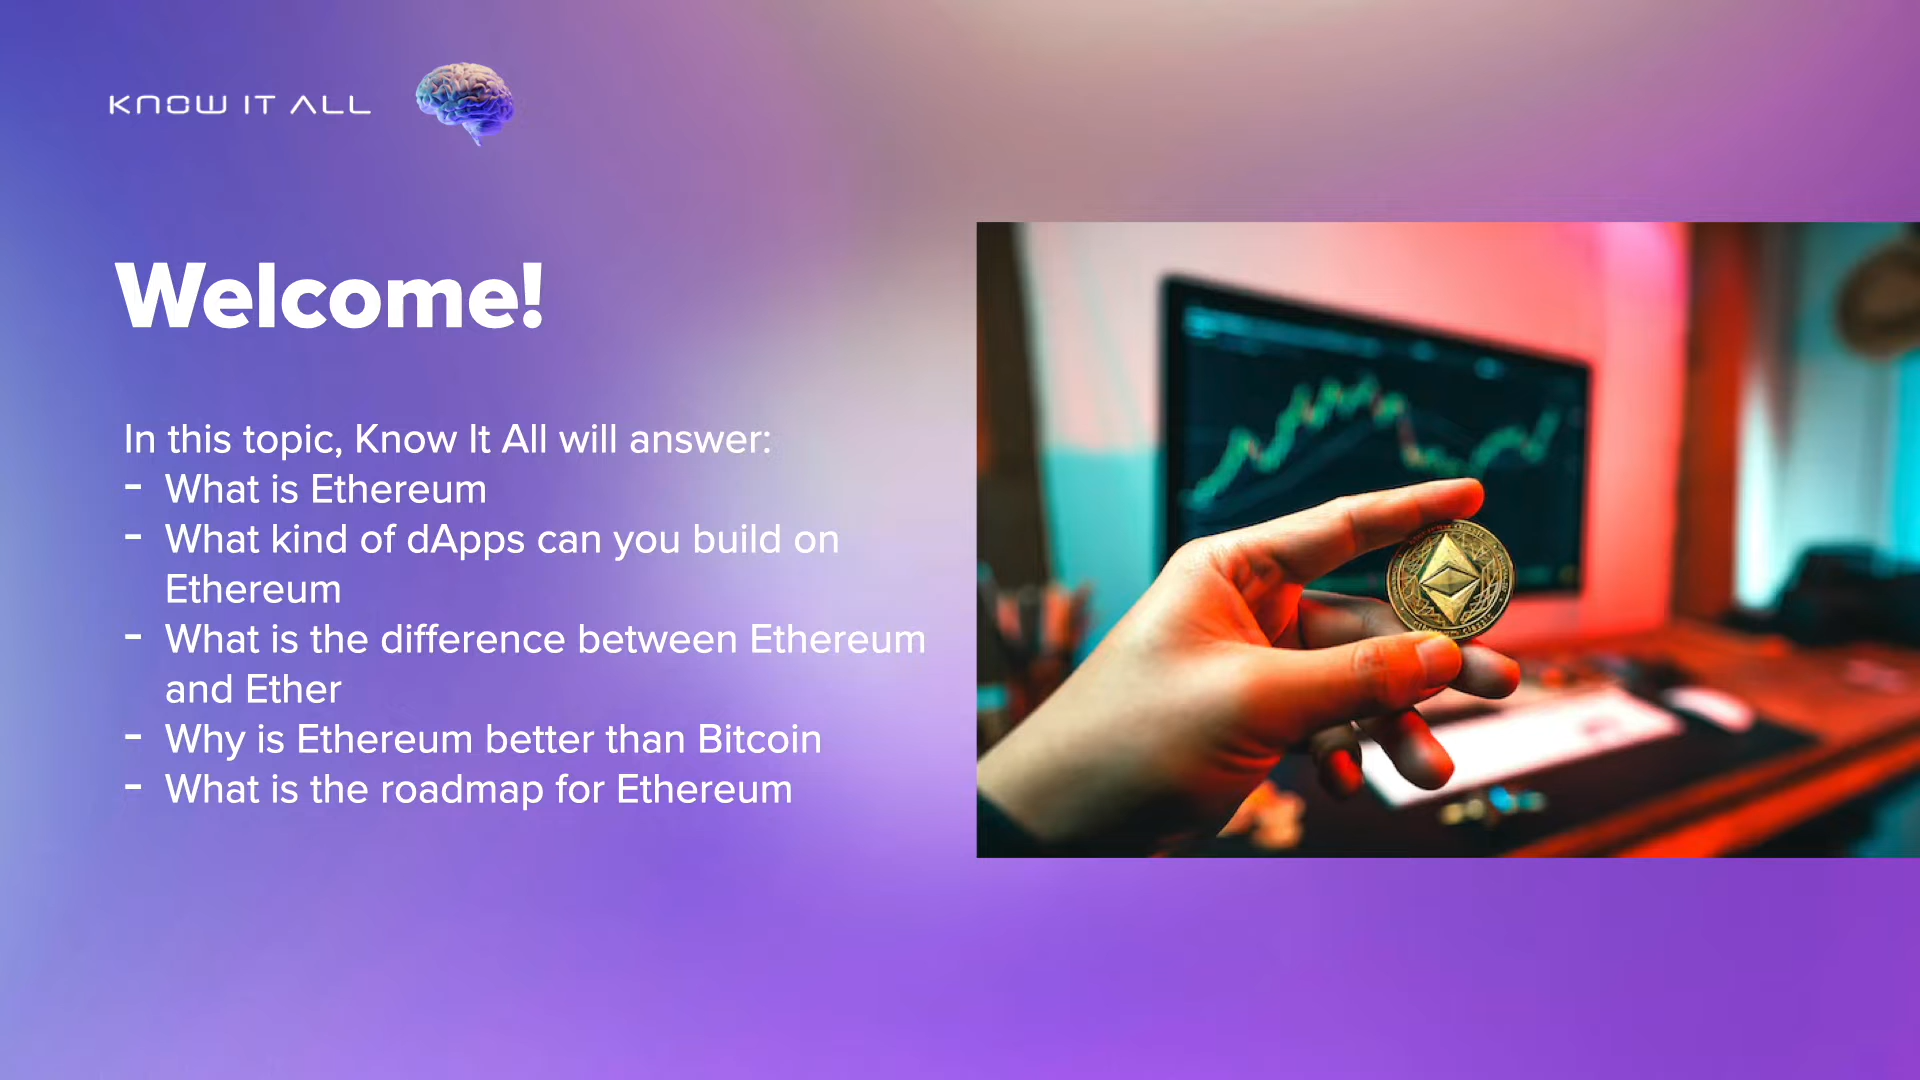 KNOW IT ALL
Welcome!
In this topic, Know It All will answer:
- What is Ethereum
- What kind of dApps can you build on
Ethereum
- What is the difference between Ethereum
and Ether
- Why is Ethereum better than Bitcoin
- What is the roadmap for Ethereum